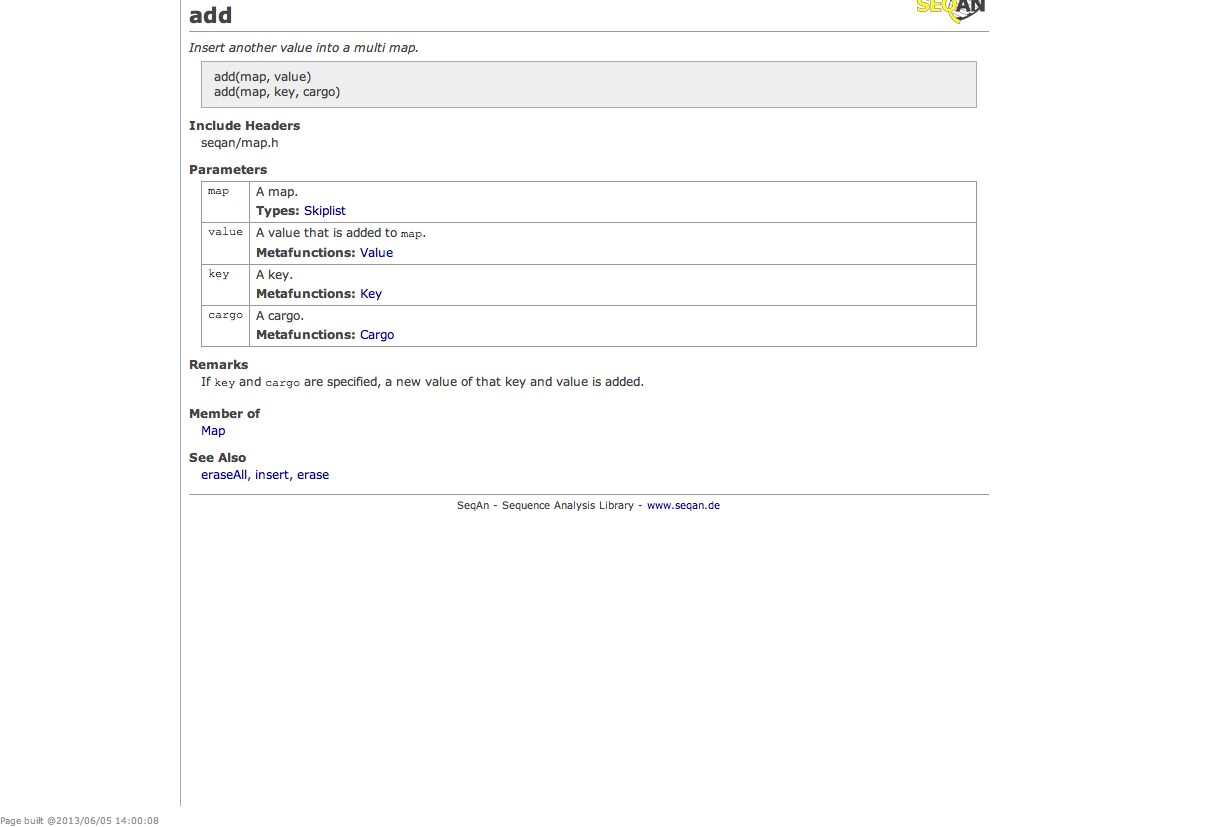 add
SEQAN
Insert another value into a multi map.
add(map, value)
add(map, key, cargo)
Include Headers
seqan/map.h
Parameters
map A map.
Types: Skiplist
value A value that is added to map.
Metafunctions: Value
key A key.
Metafunctions: Key
cargo A cargo.
Metafunctions: Cargo
Remarks
If key and cargo are specified, a new value of that key and value is added.
Member of
Map
See Also
eraseAll, insert, erase
SeqAn - Sequence Analysis Library - www.seqan.de
Page built @2013/06/05 14:00:08